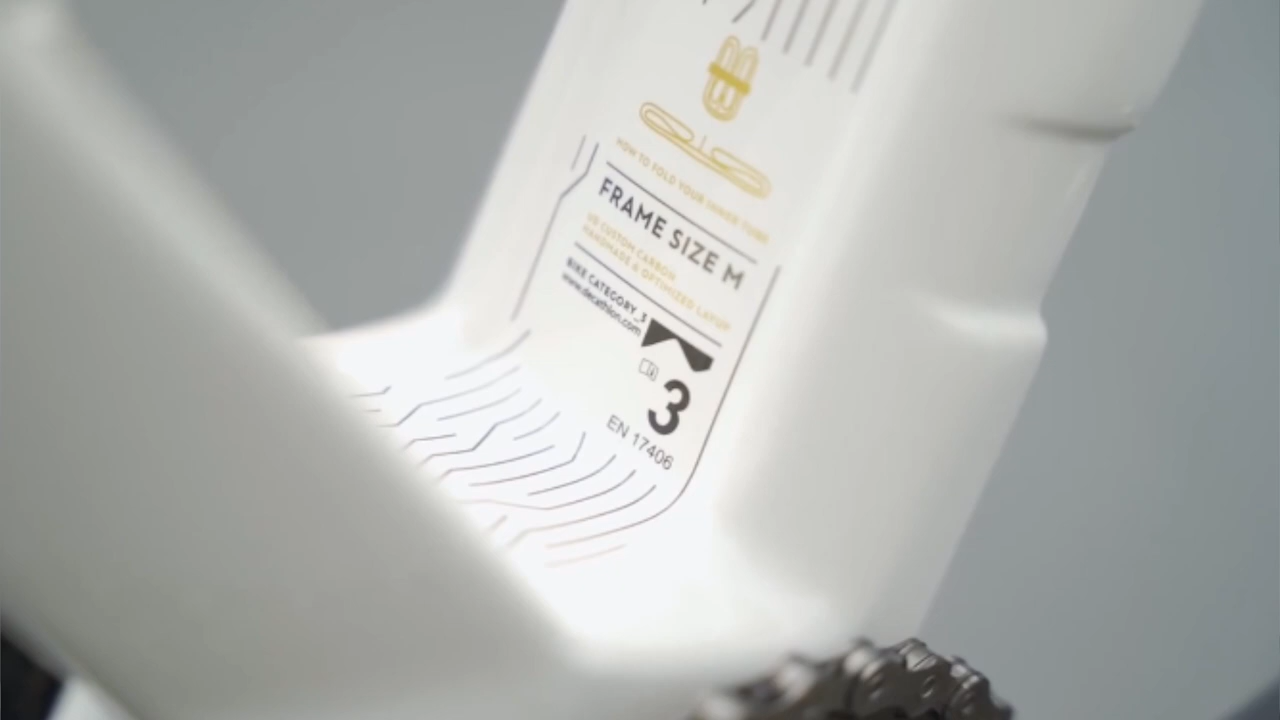 HOW TO FOLD YOUR INNER TUBE
FRAME SIZE M
UD CUSTOM CARBON
HANDMADE & OPTIMIZED LAYUP
BIKE CATEGORY_3
www.decathlon.com
3
EN 17406